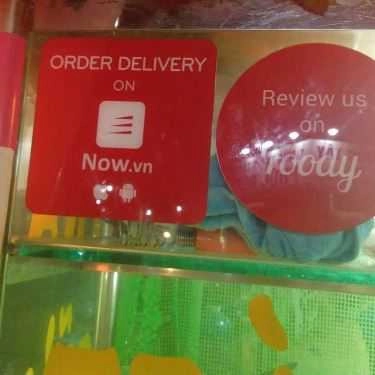 ORDER DELIVERY
ON
Now.vn
Review us
on
foody